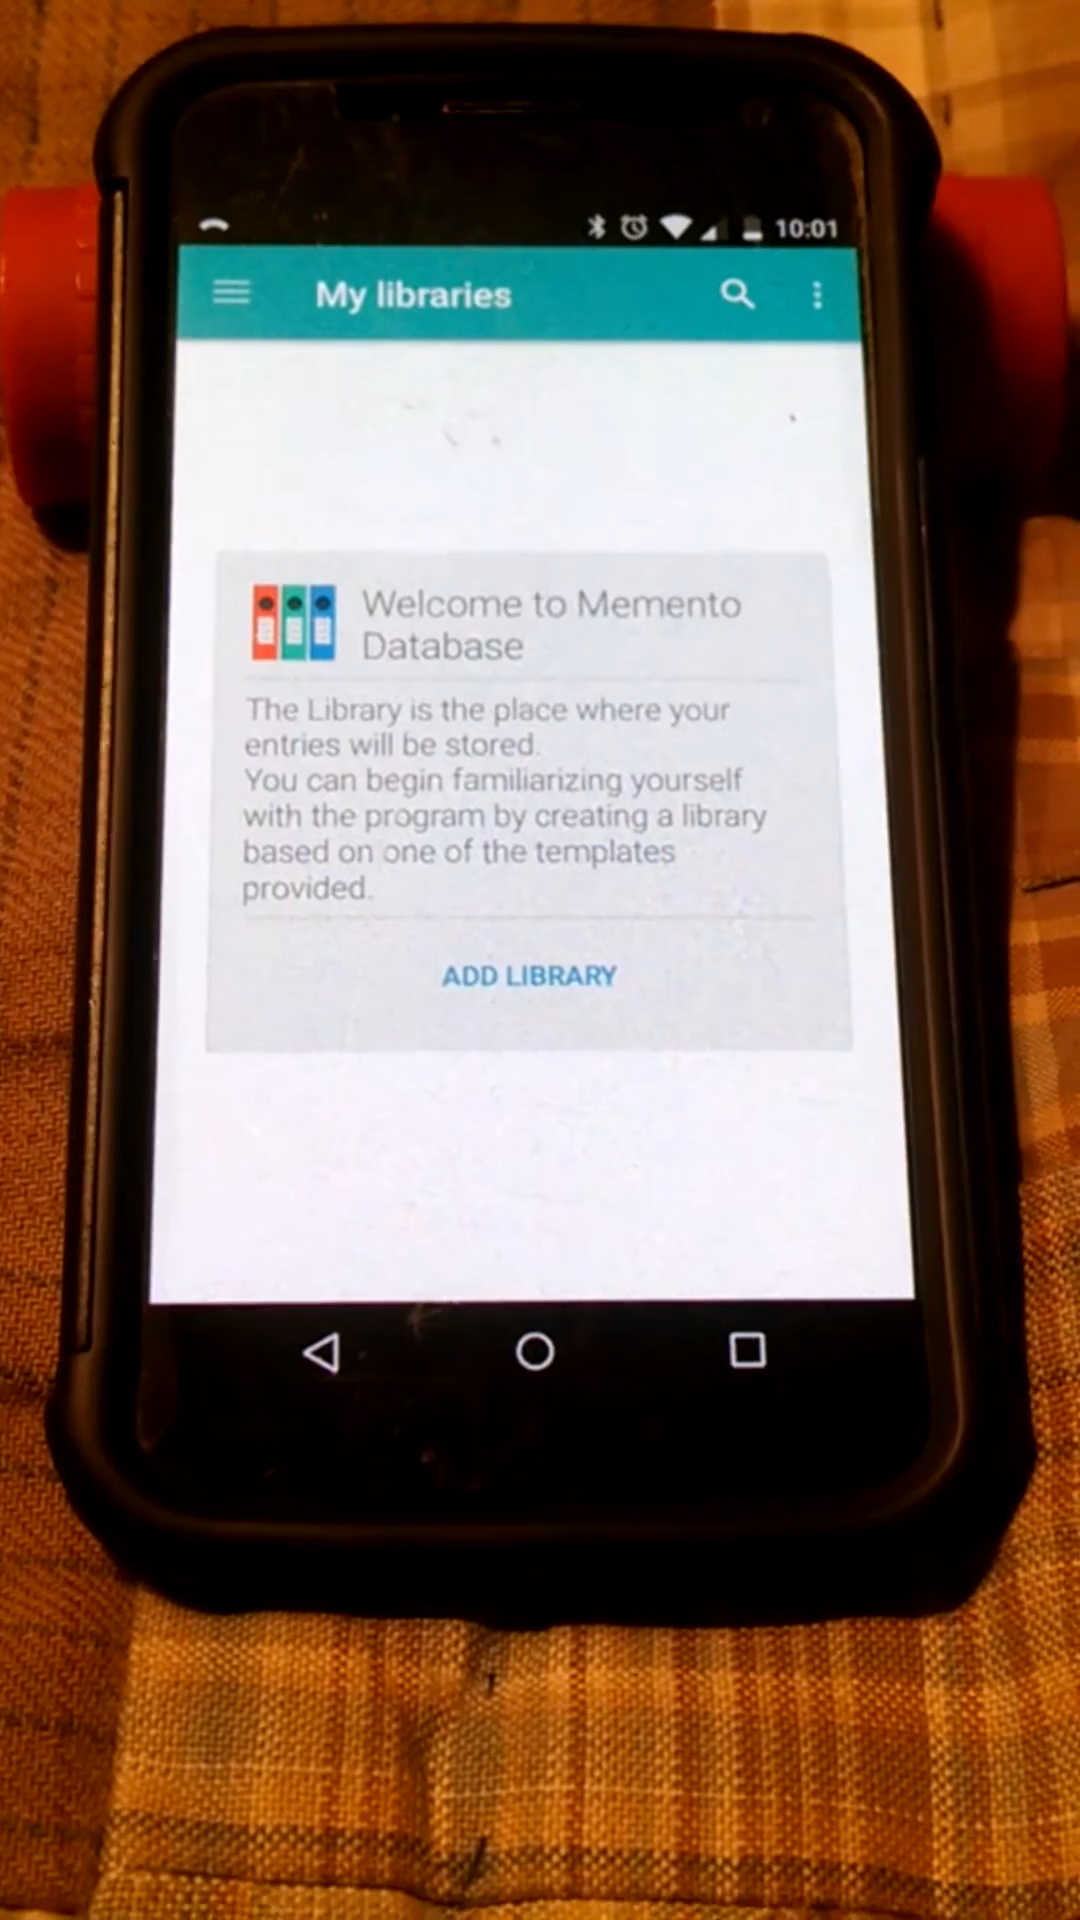 10:01
My libraries
Welcome to Memento
Database
The Library is the place where your
entries will be stored.
You can begin familiarizing yourself
with the program by creating a library
based on one of the templates
provided.
ADD LIBRARY